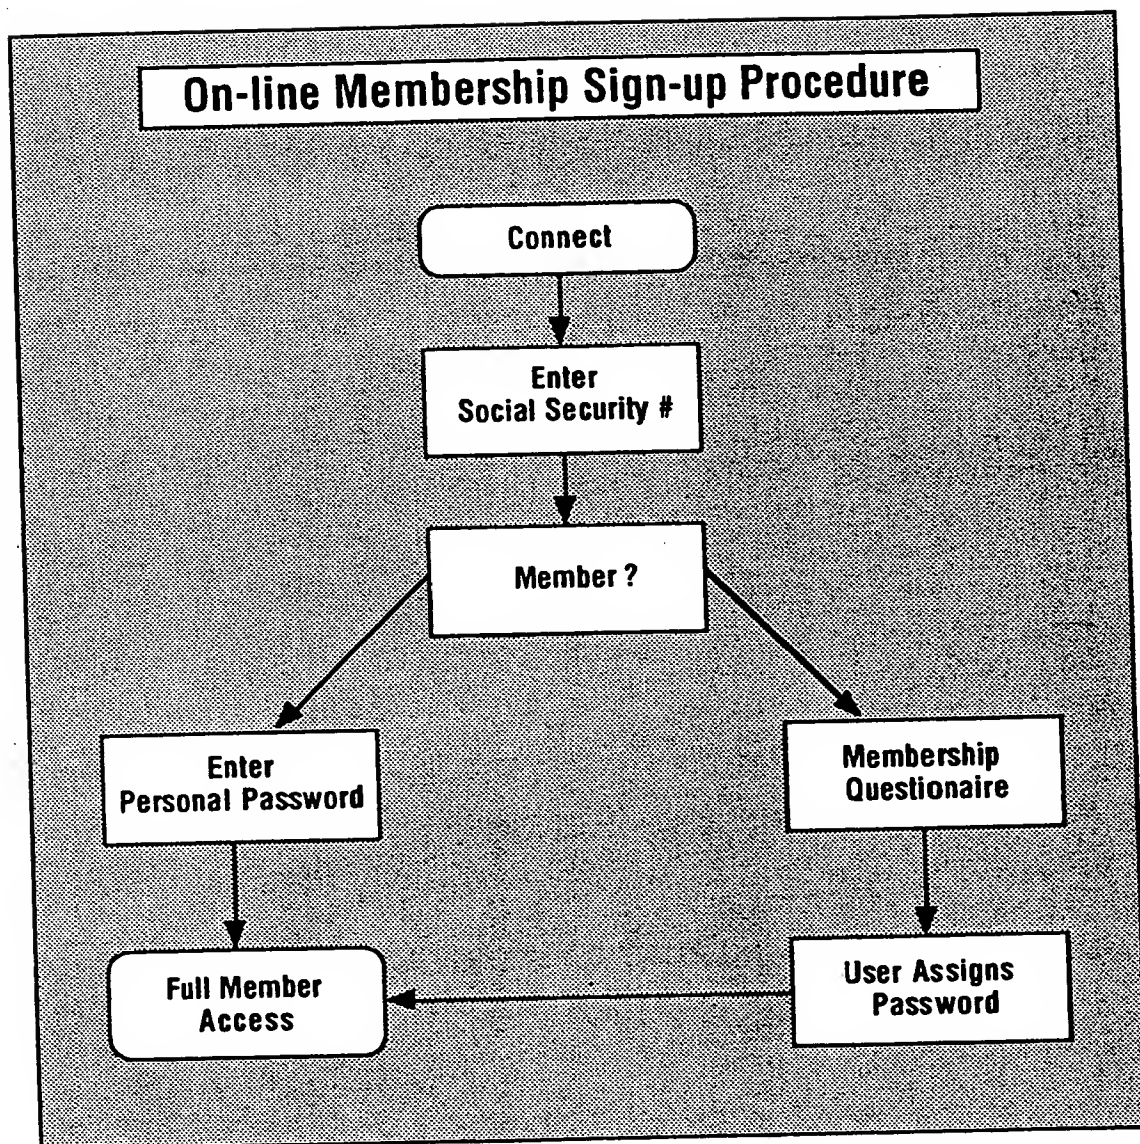 On-line Membership Sign-up Procedure
Connect
Enter
Social Security #
Member ?
Enter
Personal Password
Membership
Questionaire
Full Member
Access
User Assigns
Password